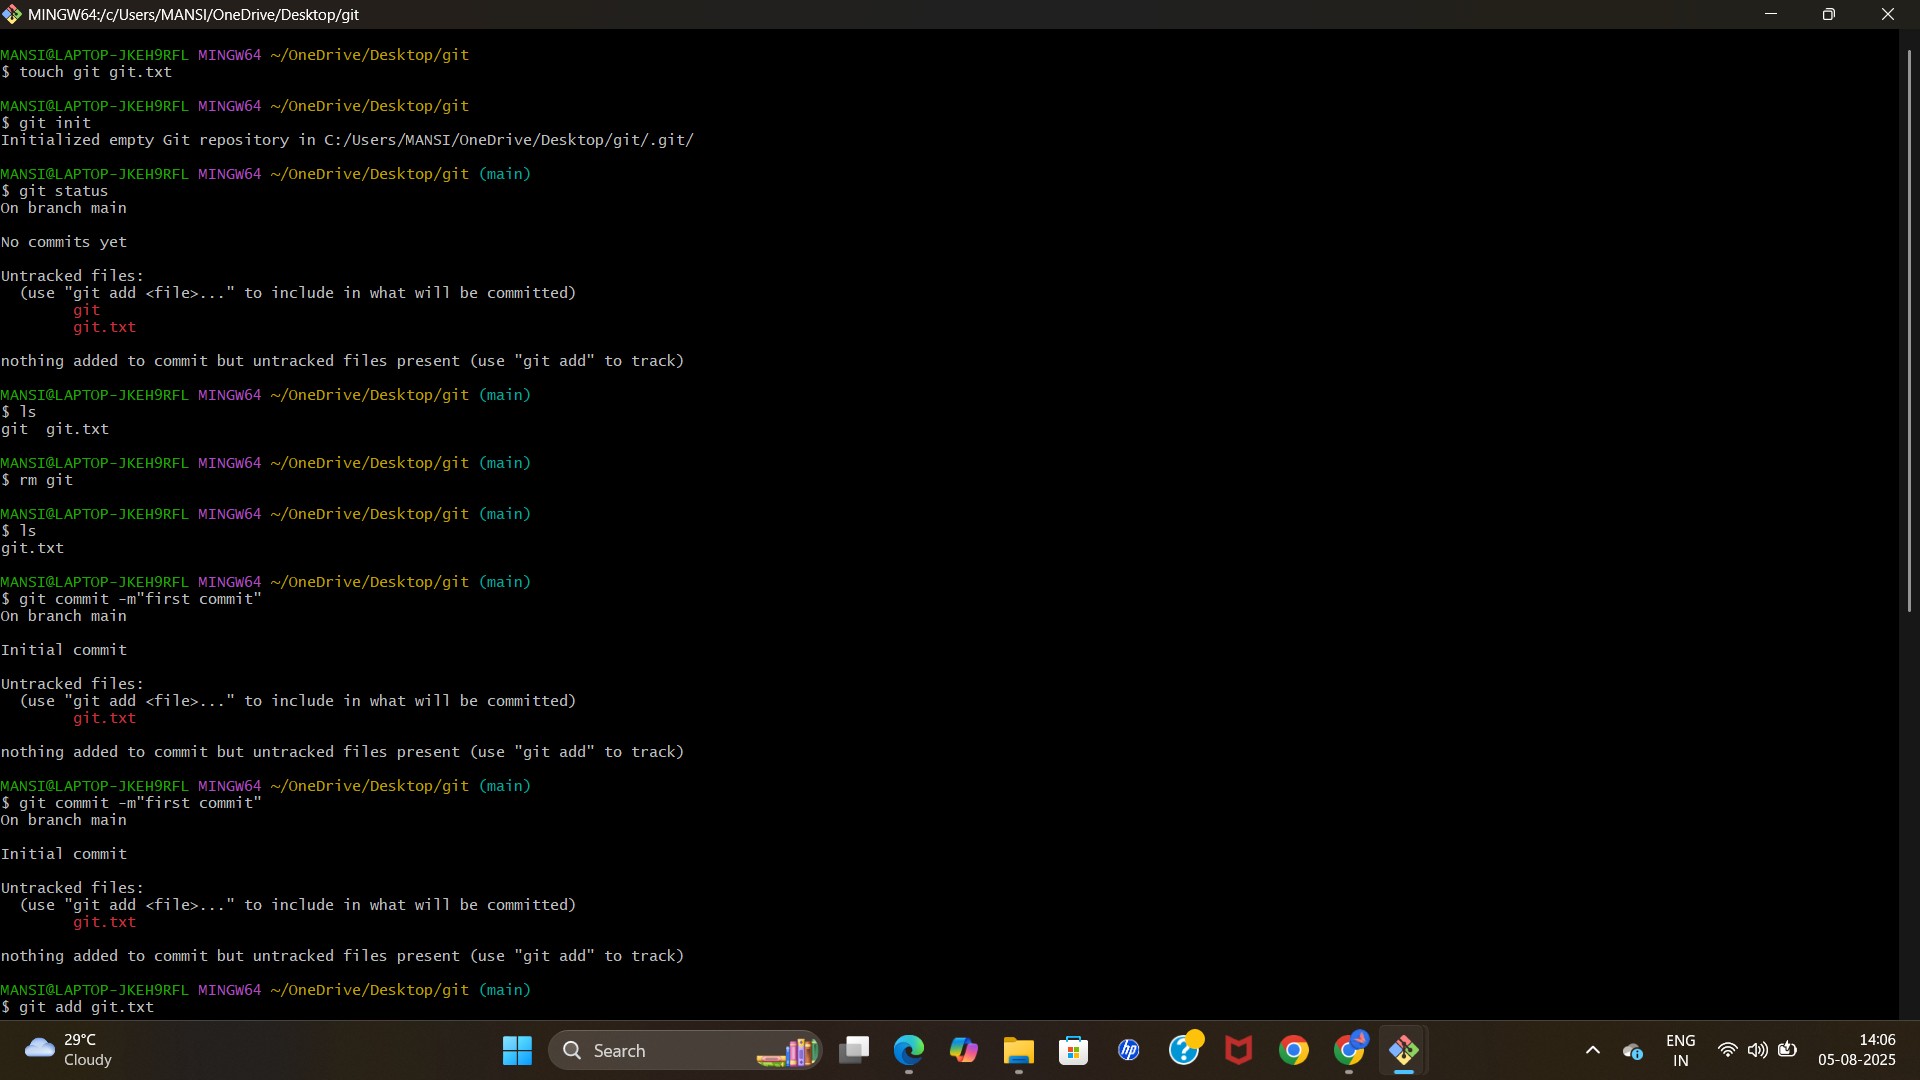 MINGW64:/c/Users/MANSI/OneDrive/Desktop/git
MANSI@LAPTOP-JKEH9RFL MINGW64 ~/OneDrive/Desktop/git
$ touch git git.txt
MANSI@LAPTOP-JKEH9RFL MINGW64 ~/OneDrive/Desktop/git
$ git init
Initialized empty Git repository in C:/Users/MANSI/OneDrive/Desktop/git/.git/
MANSI@LAPTOP-JKEH9RFL MINGW64 ~/OneDrive/Desktop/git (main)
$ git status
On branch main
No commits yet
Untracked files:
  (use "git add <file>..." to include in what will be committed)
        git
        git.txt
nothing added to commit but untracked files present (use "git add" to track)
MANSI@LAPTOP-JKEH9RFL MINGW64 ~/OneDrive/Desktop/git (main)
$ ls
git  git.txt
MANSI@LAPTOP-JKEH9RFL MINGW64 ~/OneDrive/Desktop/git (main)
$ rm git
MANSI@LAPTOP-JKEH9RFL MINGW64 ~/OneDrive/Desktop/git (main)
$ ls
git.txt
MANSI@LAPTOP-JKEH9RFL MINGW64 ~/OneDrive/Desktop/git (main)
$ git commit -m"first commit"
On branch main
Initial commit
Untracked files:
  (use "git add <file>..." to include in what will be committed)
        git.txt
nothing added to commit but untracked files present (use "git add" to track)
MANSI@LAPTOP-JKEH9RFL MINGW64 ~/OneDrive/Desktop/git (main)
$ git commit -m"first commit"
On branch main
Initial commit
Untracked files:
  (use "git add <file>..." to include in what will be committed)
        git.txt
nothing added to commit but untracked files present (use "git add" to track)
MANSI@LAPTOP-JKEH9RFL MINGW64 ~/OneDrive/Desktop/git (main)
$ git add git.txt
29°C
Cloudy
Search
hp
ENG
IN
14:06
05-08-2025